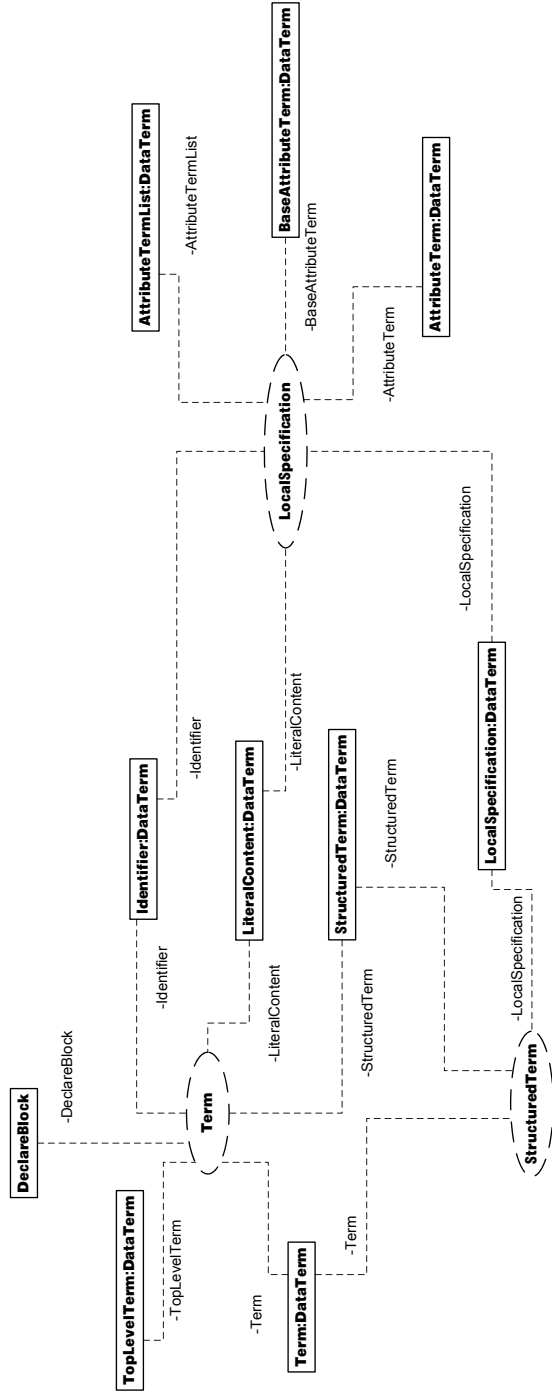 DeclareBlock
-DeclareBlock
TopLevelTerm:DataTerm
-TopLevelTerm
Term
-Identifier
Identifier:DataTerm
-Identifier
AttributeTermList:DataTerm
-AttributeTermList
-LiteralContent
LiteralContent:DataTerm
-LiteralContent
LocalSpecification
BaseAttributeTerm:DataTerm
-BaseAttributeTerm
-Term
Term:DataTerm
-Term
-StructuredTerm
StructuredTerm:DataTerm
-StructuredTerm
-AttributeTerm
AttributeTerm:DataTerm
-LocalSpecification
LocalSpecification:DataTerm
-LocalSpecification
StructuredTerm